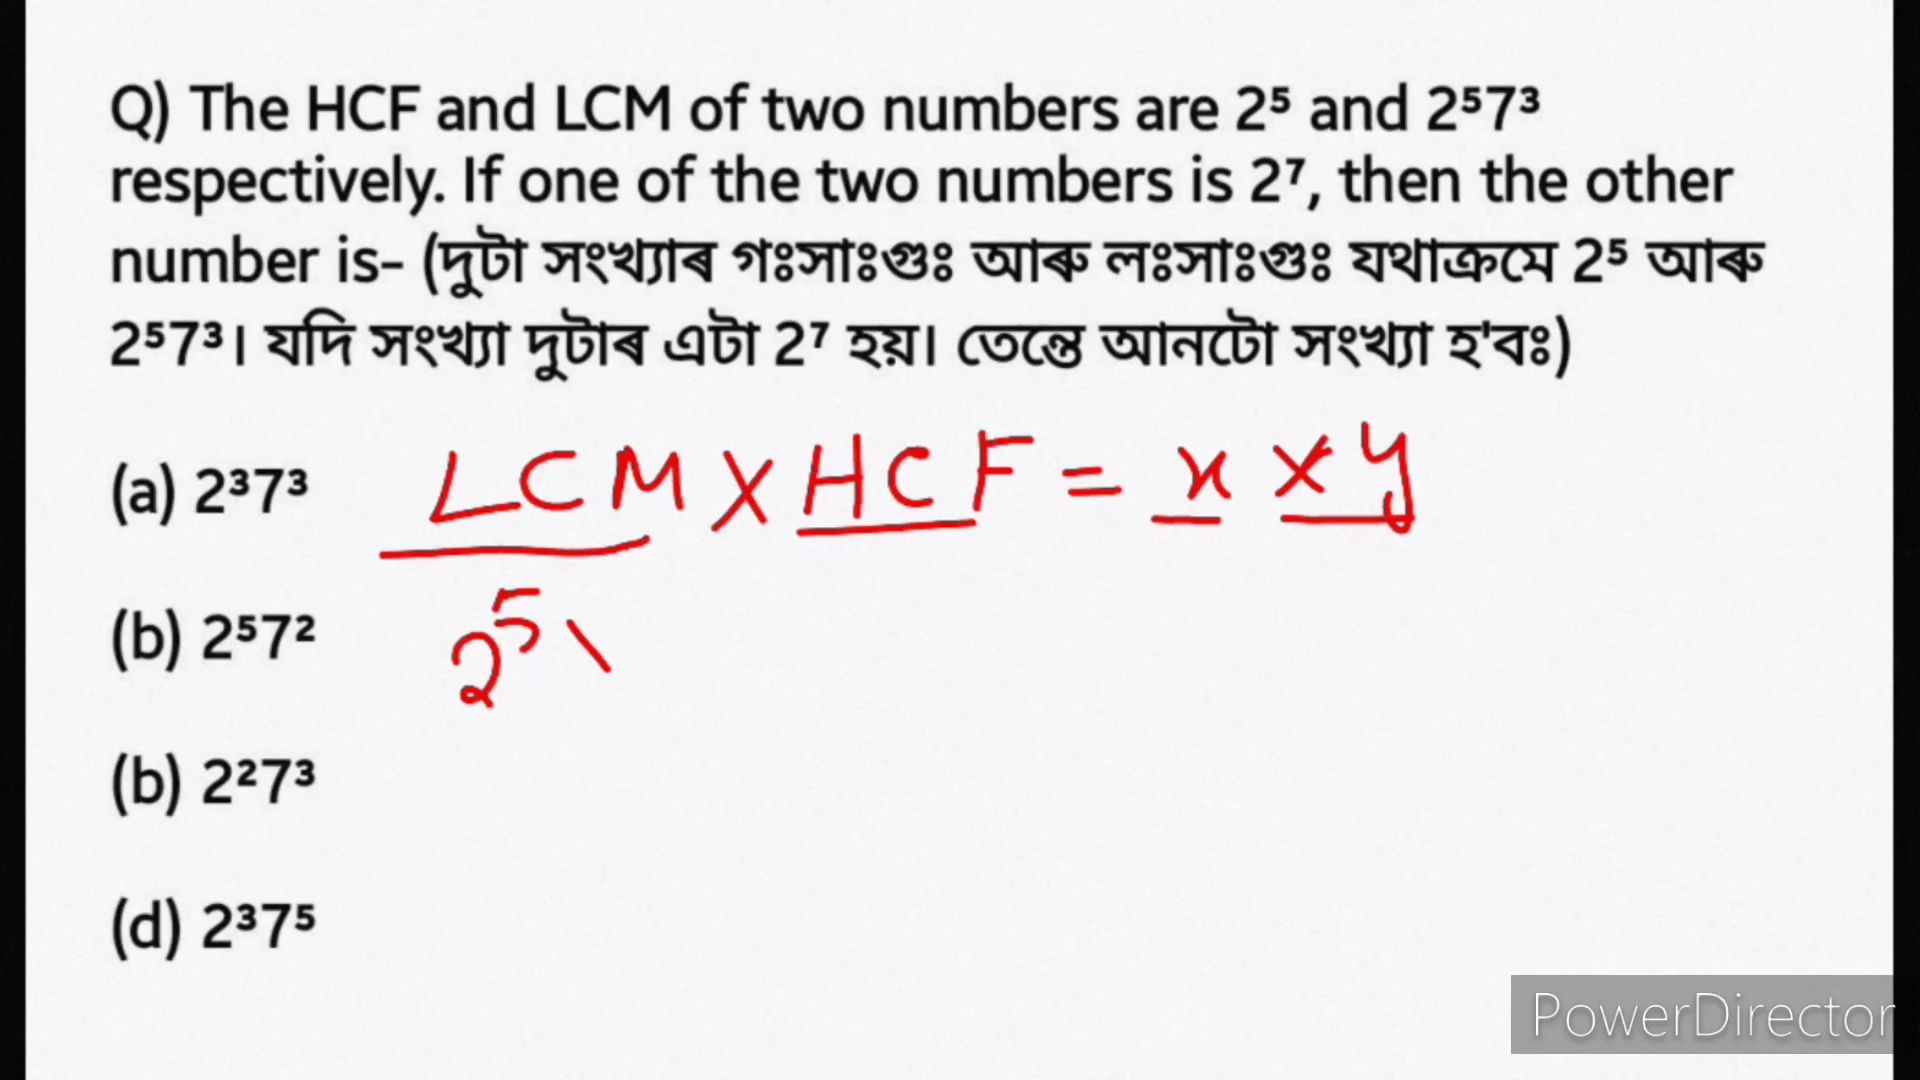 Q) The HCF and LCM of two numbers are 2⁵ and 2⁵7³
respectively. If one of the two numbers is 2⁷, then the other
number is- (দুটা সংখ্যাৰ গঃসাঃগুঃ আৰু লঃসাঃগুঃ যথাক্ৰমে 2⁵ আৰু
2⁵7³। যদি সংখ্যা দুটাৰ এটা 2⁷ হয়। তেন্তে আনটো সংখ্যা হ'বঃ)
(a) 2³7³
LCM X HCF = x × y
(b) 2⁵7²
2⁵ \
(b) 2²7³
(d) 2³7⁵
PowerDirector